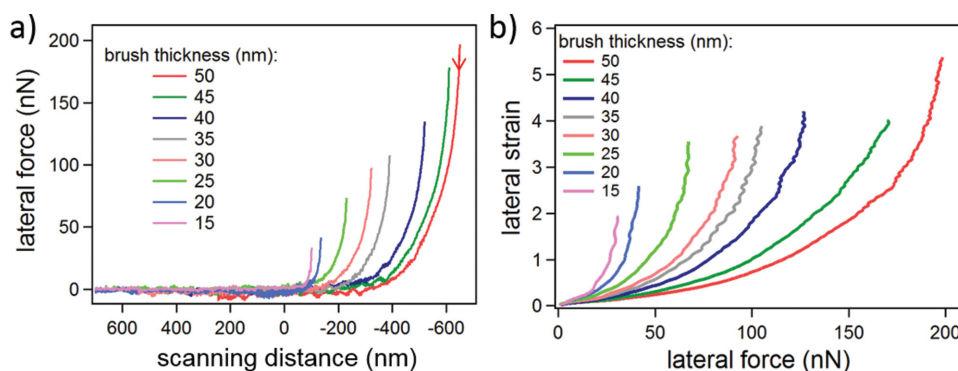 a)
lateral force (nN)
200
150
100
50
0
brush thickness (nm):
50
45
40
35
30
25
20
15
600 400 200 0 -200 -400 -600
scanning distance (nm)
b)
lateral strain
6
5
4
3
2
1
0
brush thickness (nm):
50
45
40
35
30
25
20
15
0 50 100 150 200
lateral force (nN)